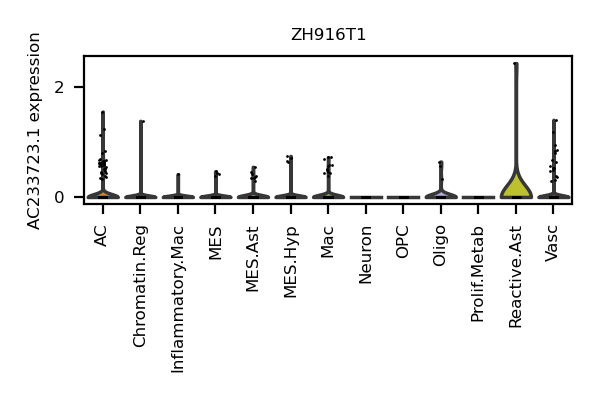 ZH916T1
AC233723.1 expression
2
0
AC
Chromatin.Reg
Inflammatory.Mac
MES
MES.Ast
MES.Hyp
Mac
Neuron
OPC
Oligo
Prolif.Metab
Reactive.Ast
Vasc